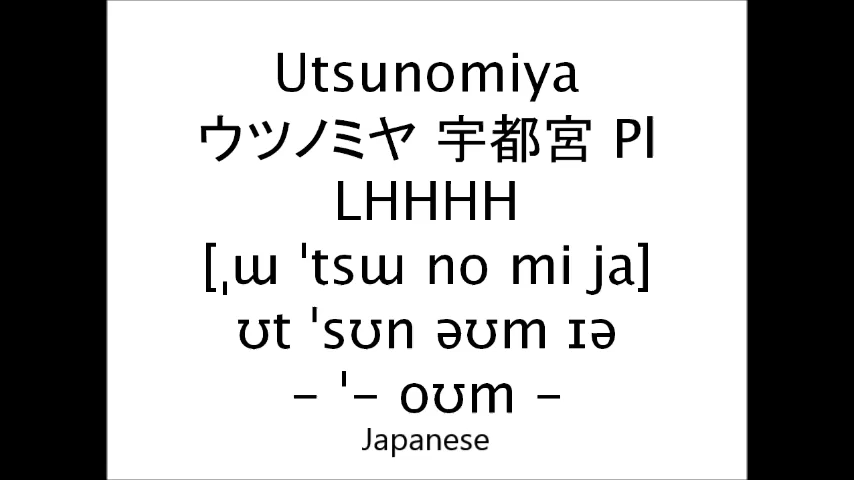 Utsunomiya
ウツノミヤ 宇都宮 Pl
LHHHH
[ˌɯ ˈtsɯ no mi ja]
ʊt ˈsʊn əʊm ɪə
– ˈ– oʊm –
Japanese